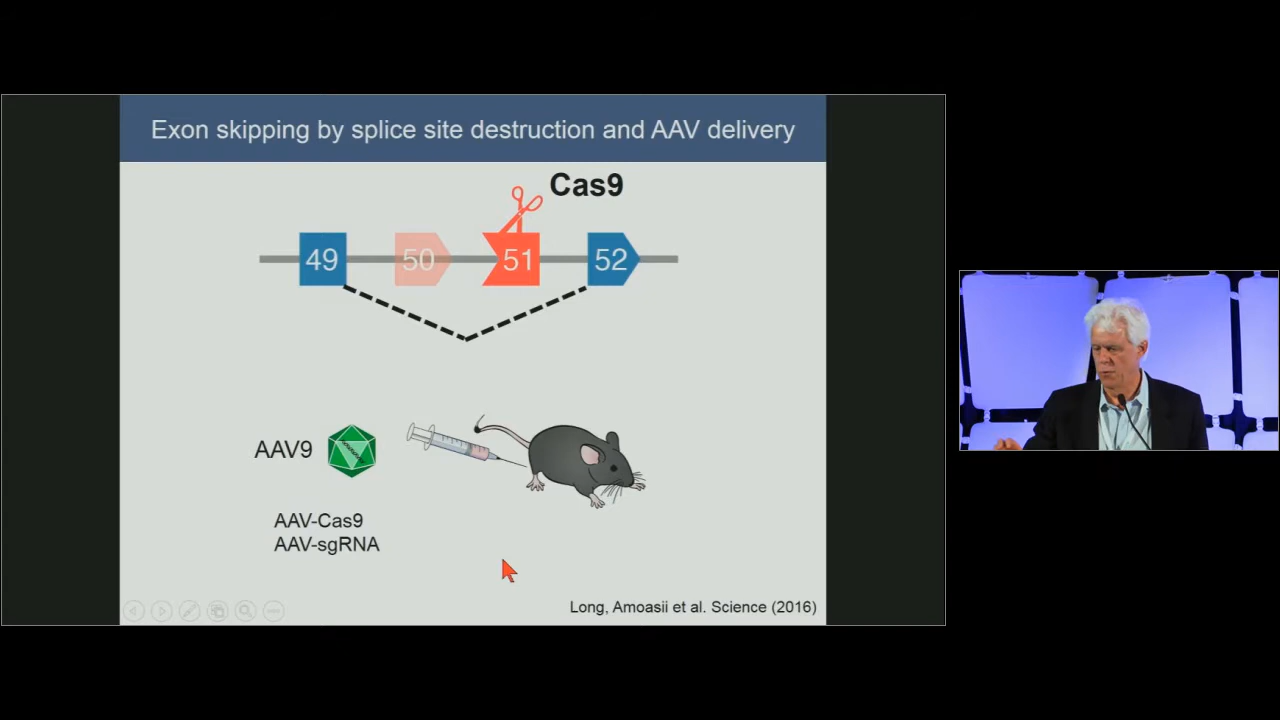 Exon skipping by splice site destruction and AAV delivery
Cas9
49
50
51
52
AAV9
AAV-Cas9
AAV-sgRNA
Long, Amoasii et al. Science (2016)